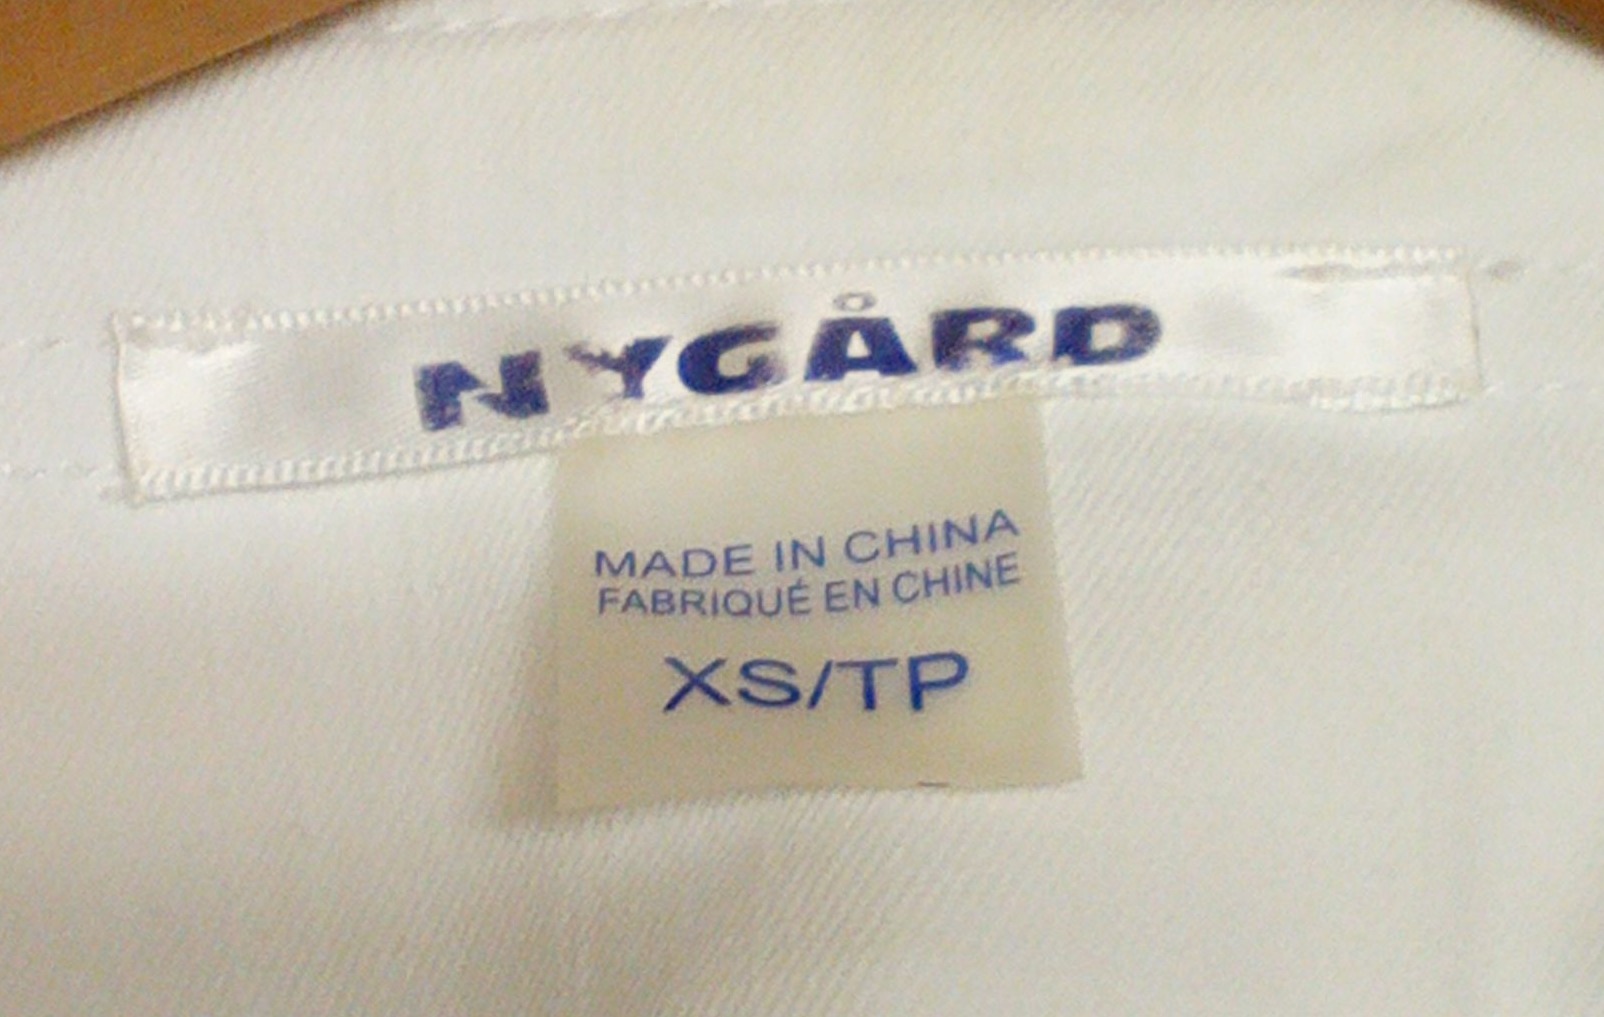 NYGÅRD
MADE IN CHINA
FABRIQUÉ EN CHINE
XS/TP